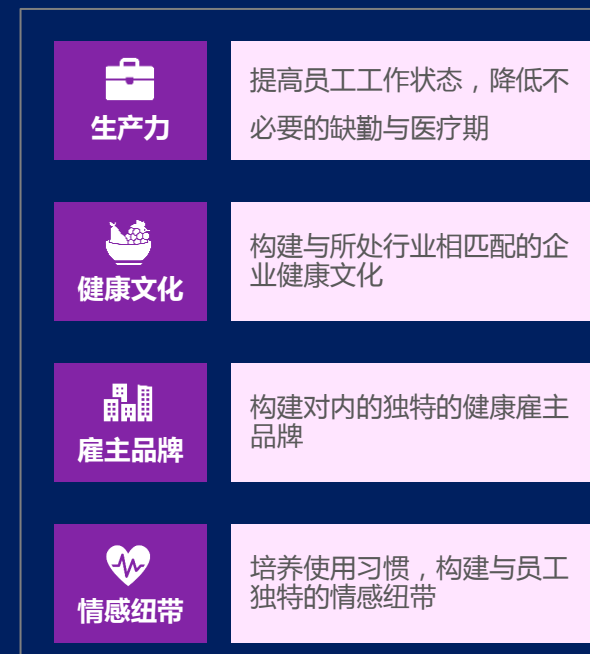 生产力
提高员工工作状态，降低不
必要的缺勤与医疗期
健康文化
构建与所处行业相匹配的企
业健康文化
雇主品牌
构建对内的独特的健康雇主
品牌
情感纽带
培养使用习惯，构建与员工
独特的情感纽带